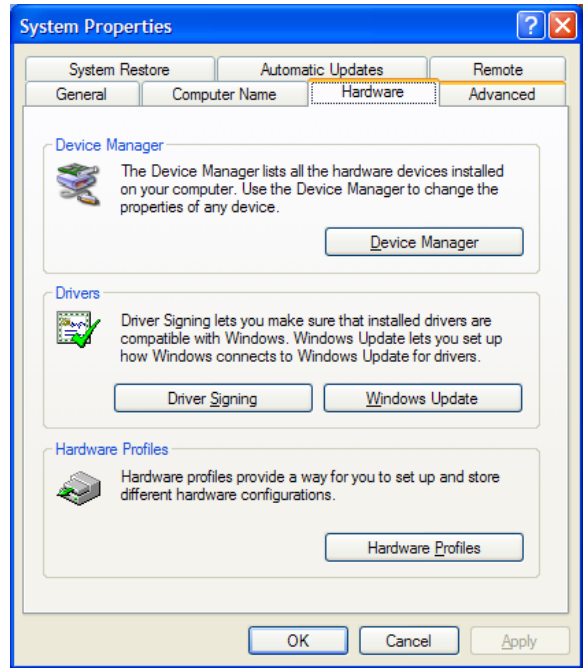 System Properties
System Restore Automatic Updates Remote
General Computer Name Hardware Advanced
Device Manager
The Device Manager lists all the hardware devices installed
on your computer. Use the Device Manager to change the
properties of any device.
Device Manager
Drivers
Driver Signing lets you make sure that installed drivers are
compatible with Windows. Windows Update lets you set up
how Windows connects to Windows Update for drivers.
Driver Signing Windows Update
Hardware Profiles
Hardware profiles provide a way for you to set up and store
different hardware configurations.
Hardware Profiles
OK Cancel Apply